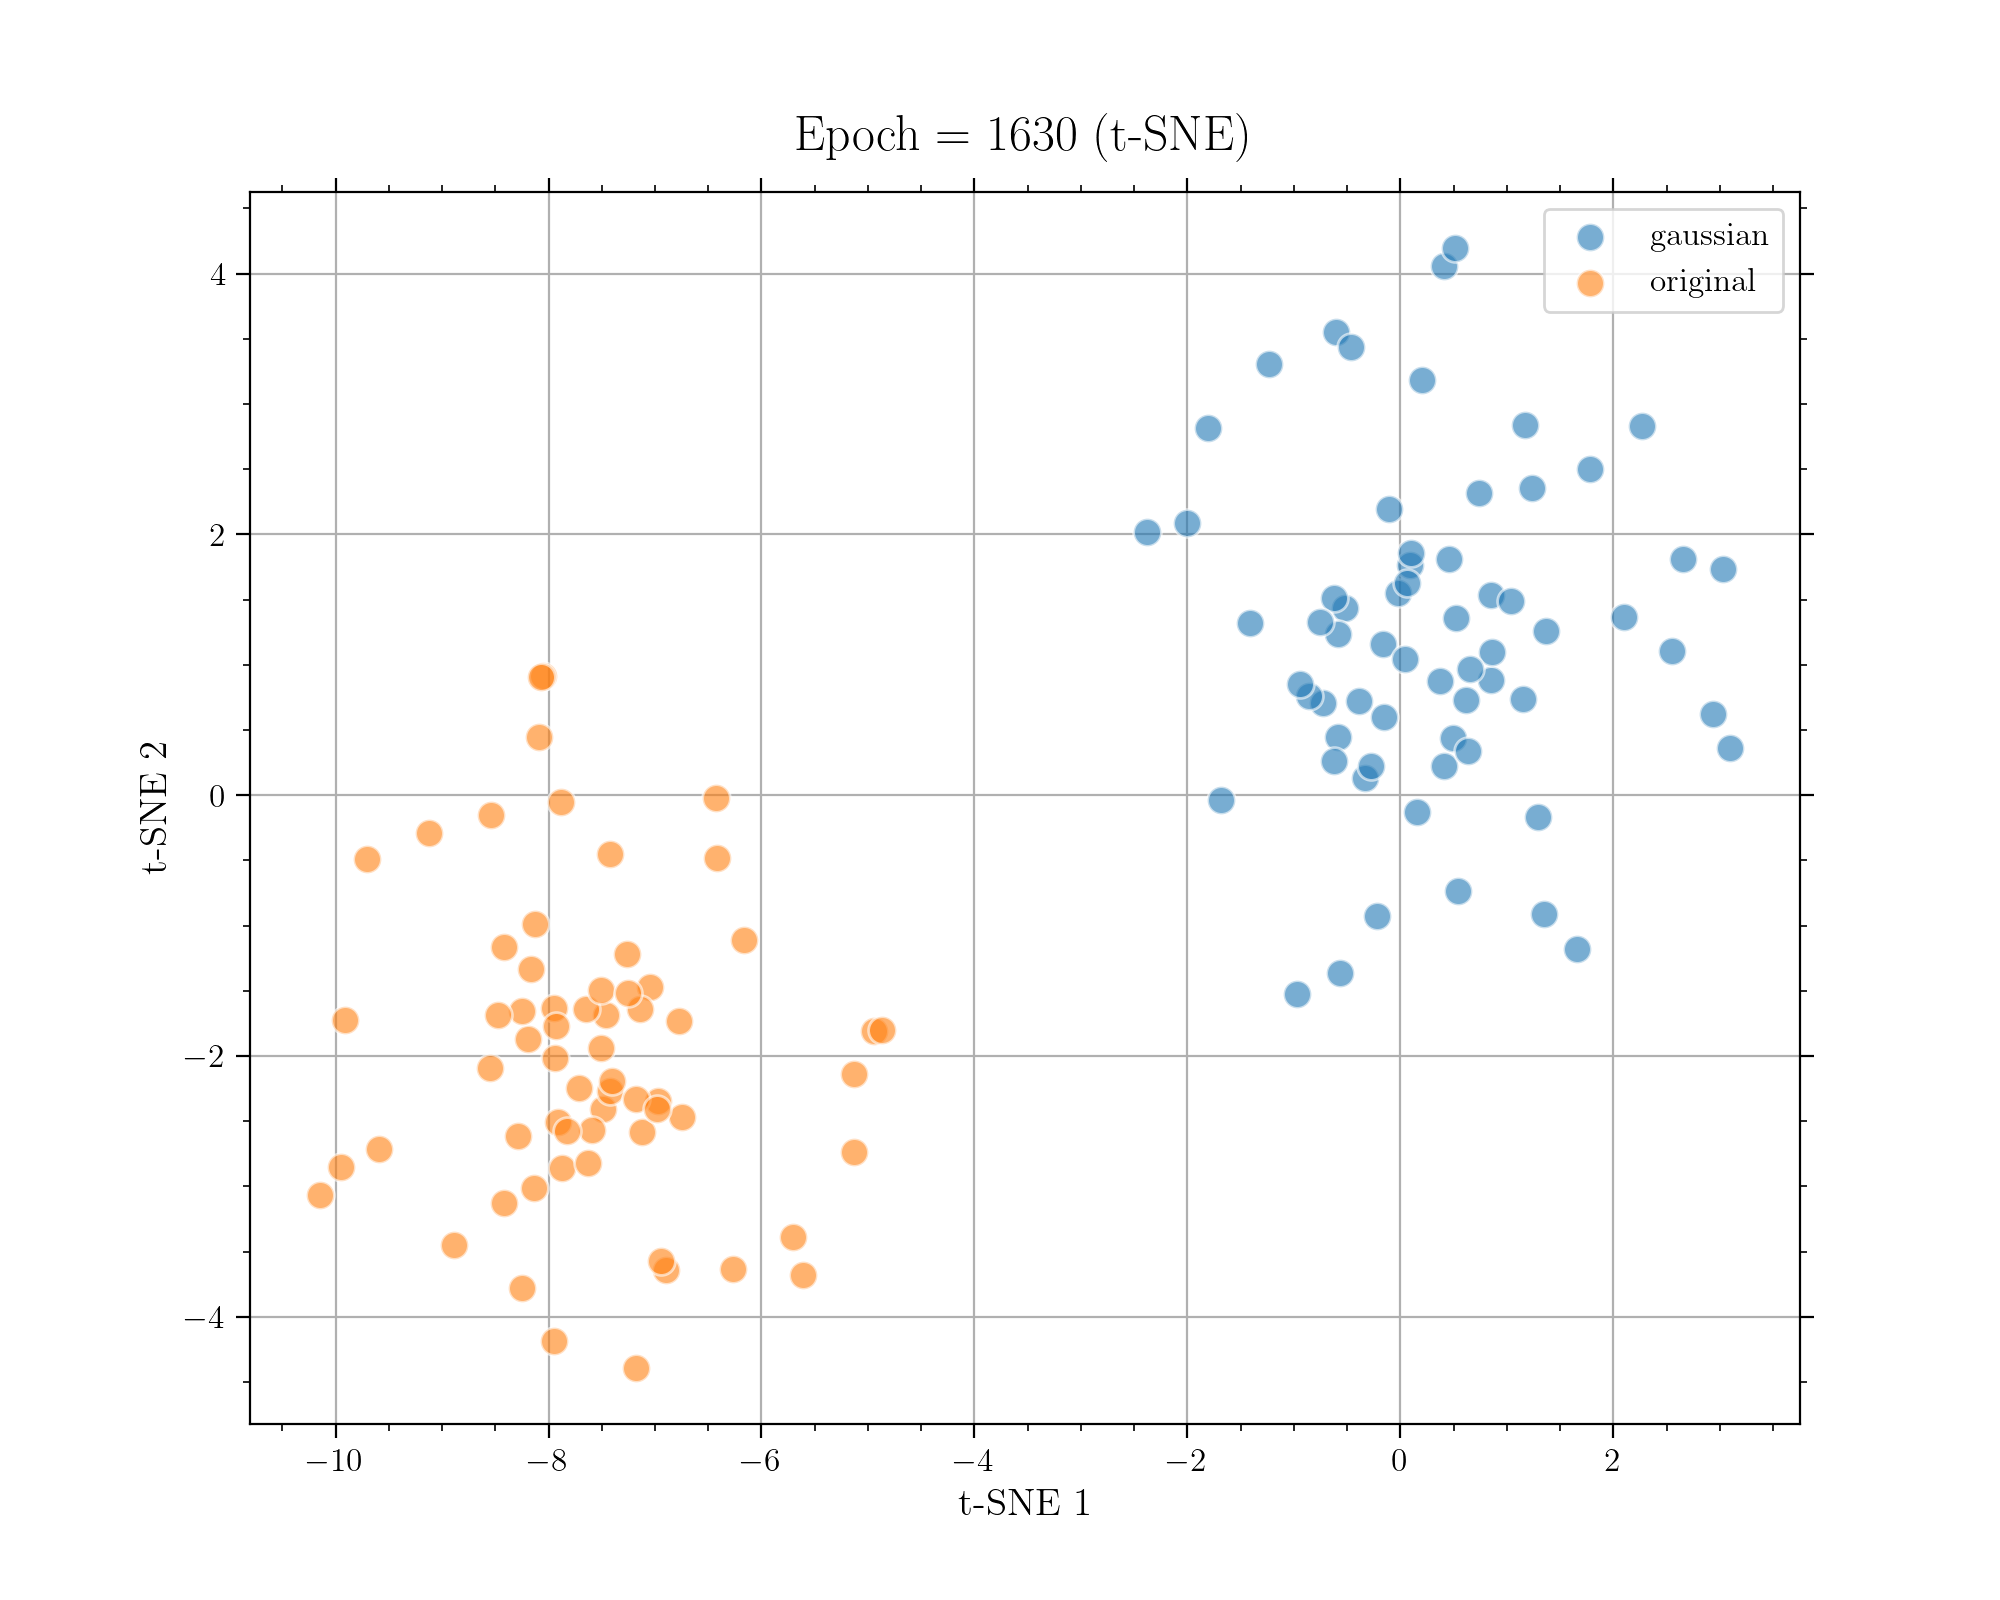 Epoch = 1630 (t-SNE)
gaussian
original
4
2
0
−2
−4
t-SNE 2
−10 −8 −6 −4 −2 0 2
t-SNE 1